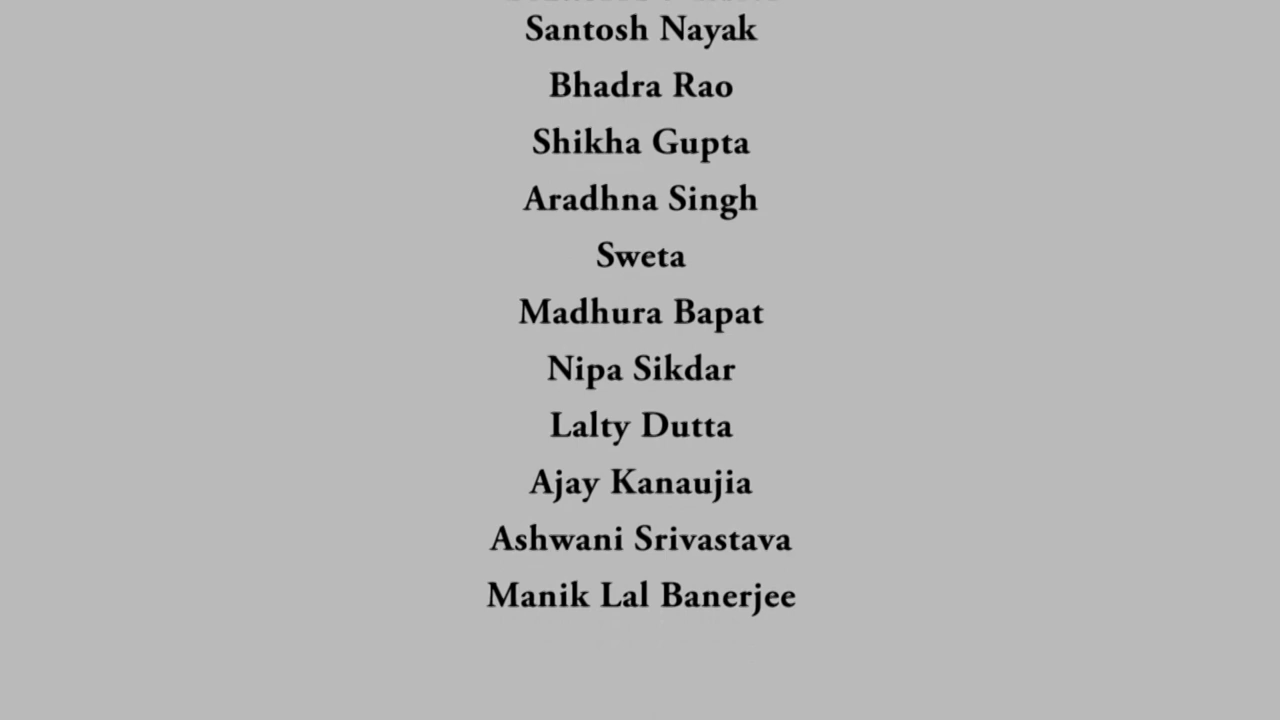 Santosh Nayak
Bhadra Rao
Shikha Gupta
Aradhna Singh
Sweta
Madhura Bapat
Nipa Sikdar
Lalty Dutta
Ajay Kanaujia
Ashwani Srivastava
Manik Lal Banerjee